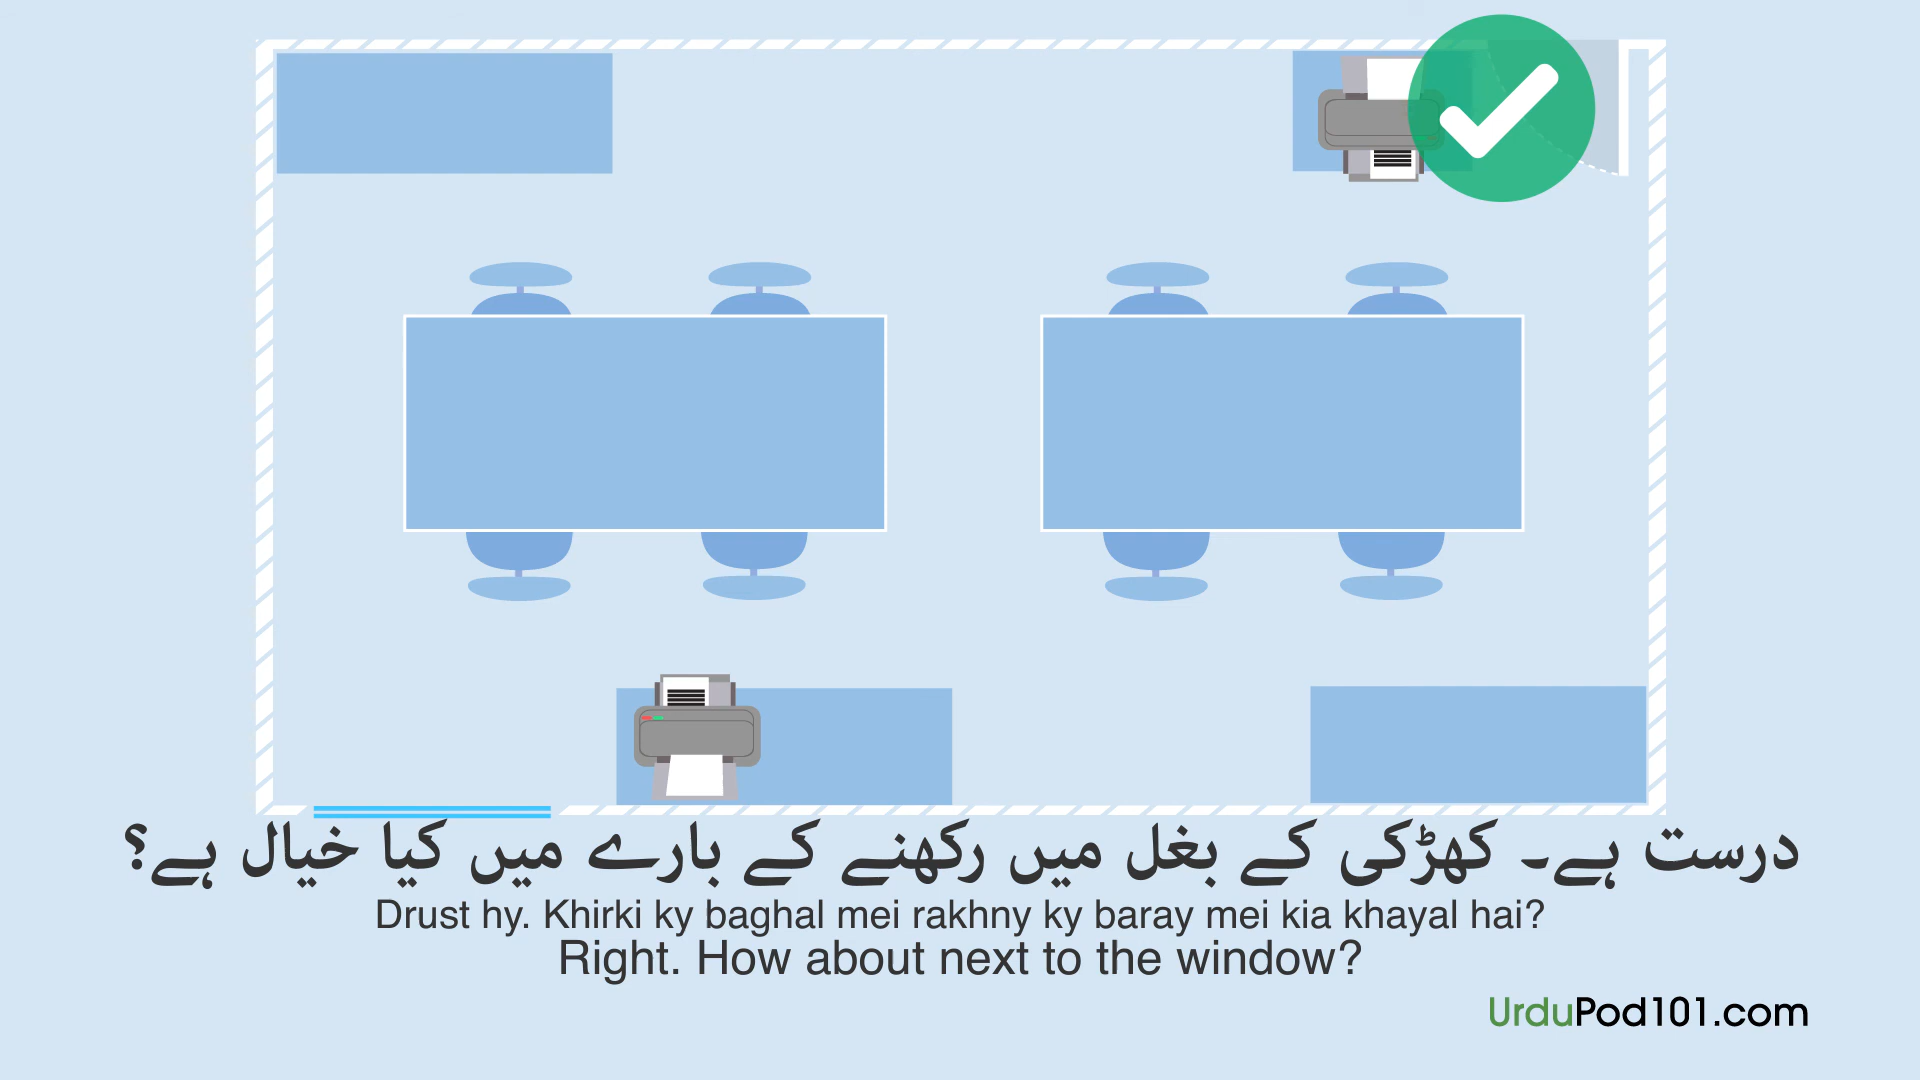 درست ہے۔ کھڑکی کے بغل میں رکھنے کے بارے میں کیا خیال ہے؟
Drust hy. Khirki ky baghal mei rakhny ky baray mei kia khayal hai?
Right. How about next to the window?
UrduPod101.com